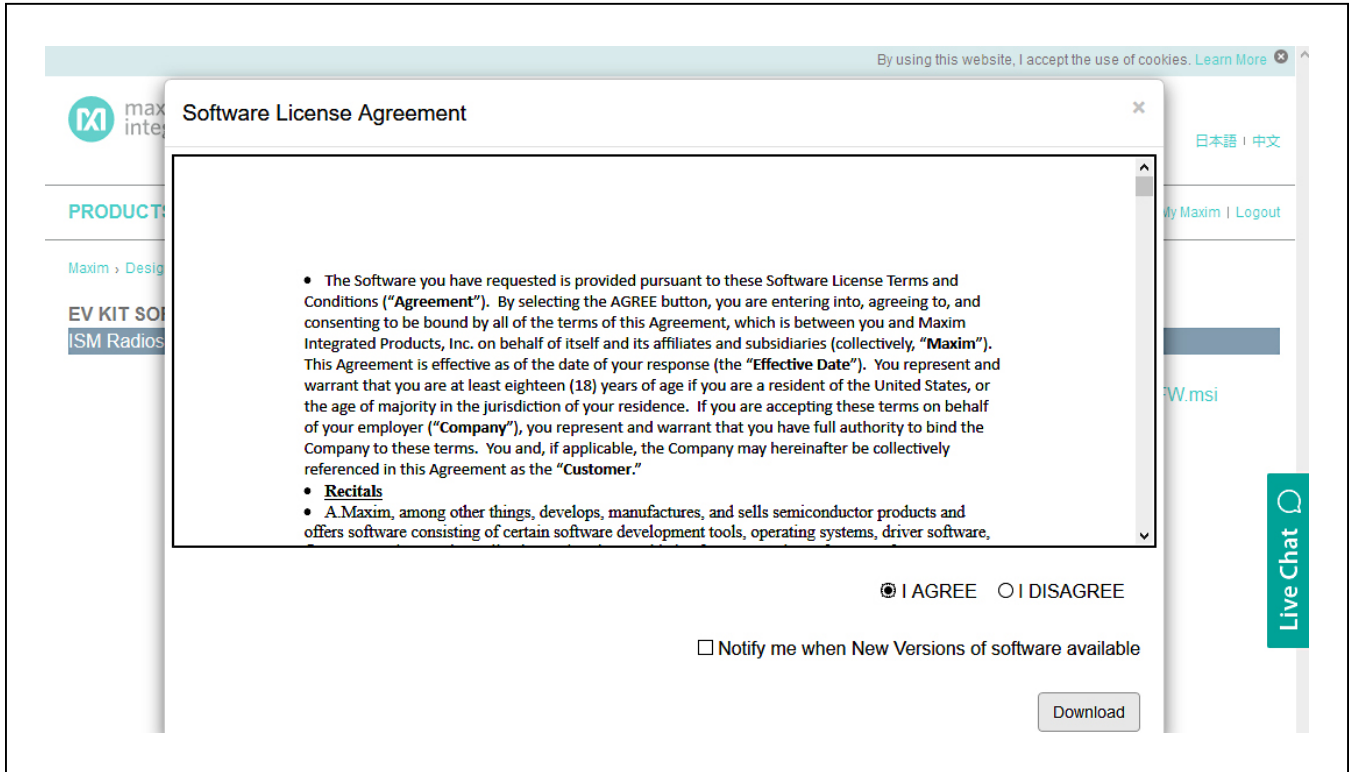 By using this website, I accept the use of cookies. Learn More
max
integ
Software License Agreement
日本語 | 中文
PRODUCTS
My Maxim | Logout
Maxim › Desig
EV KIT SOF
ISM Radios
FW.msi
• The Software you have requested is provided pursuant to these Software License Terms and
Conditions (“Agreement”). By selecting the AGREE button, you are entering into, agreeing to, and
consenting to be bound by all of the terms of this Agreement, which is between you and Maxim
Integrated Products, Inc. on behalf of itself and its affiliates and subsidiaries (collectively, “Maxim”).
This Agreement is effective as of the date of your response (the “Effective Date”). You represent and
warrant that you are at least eighteen (18) years of age if you are a resident of the United States, or
the age of majority in the jurisdiction of your residence. If you are accepting these terms on behalf
of your employer (“Company”), you represent and warrant that you have full authority to bind the
Company to these terms. You and, if applicable, the Company may hereinafter be collectively
referenced in this Agreement as the “Customer.”
• Recitals
• A.Maxim, among other things, develops, manufactures, and sells semiconductor products and
offers software consisting of certain software development tools, operating systems, driver software,
I AGREE I DISAGREE
Notify me when New Versions of software available
Download
Live Chat